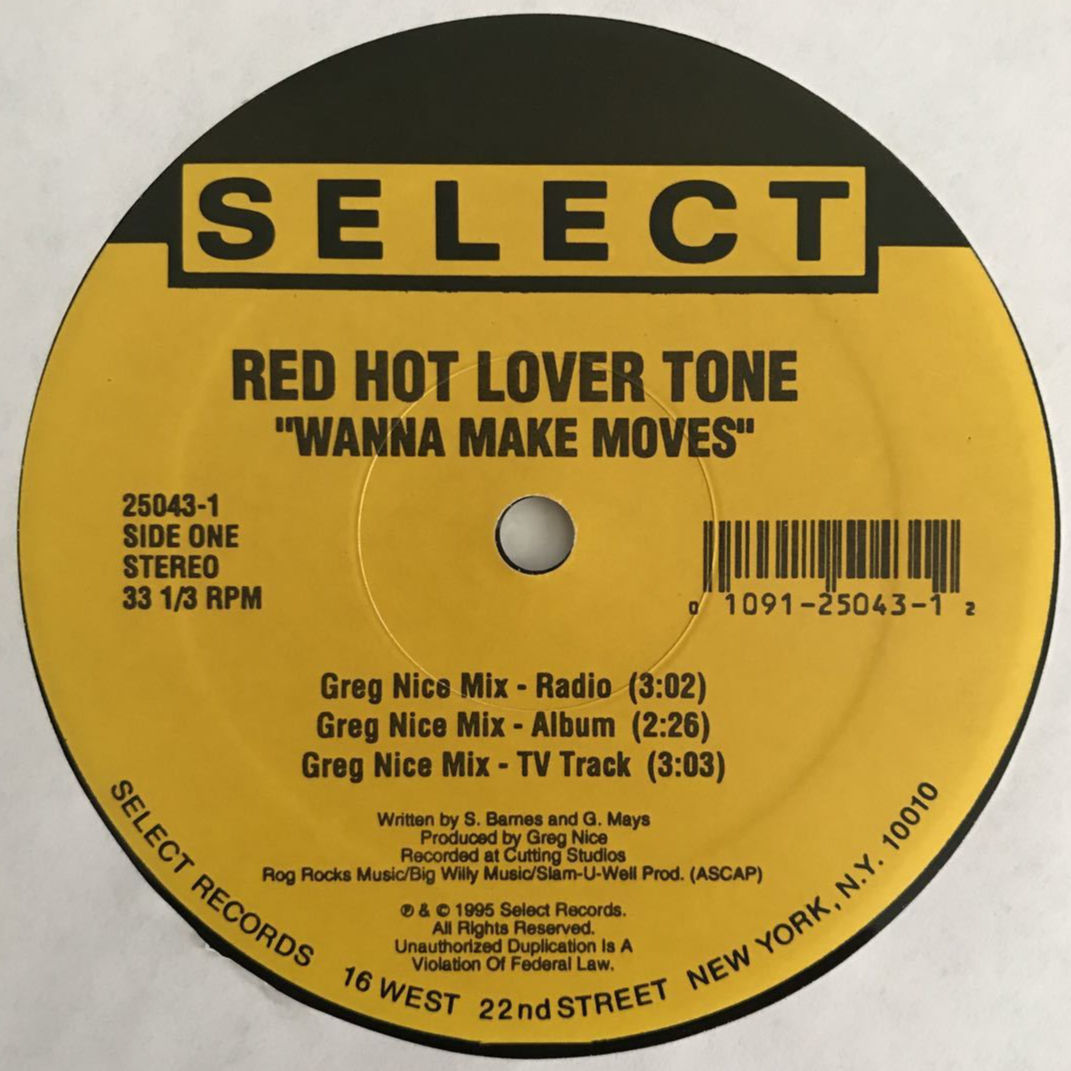 SELECT
RED HOT LOVER TONE
"WANNA MAKE MOVES"
25043-1
SIDE ONE
STEREO
33 1/3 RPM
0 1091-25043-1 2
Greg Nice Mix - Radio (3:02)
Greg Nice Mix - Album (2:26)
Greg Nice Mix - TV Track (3:03)
Written by S. Barnes and G. Mays
Produced by Greg Nice
Recorded at Cutting Studios
Rog Rocks Music/Big Willy Music/Slam-U-Well Prod. (ASCAP)
℗ & © 1995 Select Records.
All Rights Reserved.
Unauthorized Duplication Is A
Violation Of Federal Law.
SELECT RECORDS 16 WEST 22nd STREET NEW YORK, N.Y. 10010